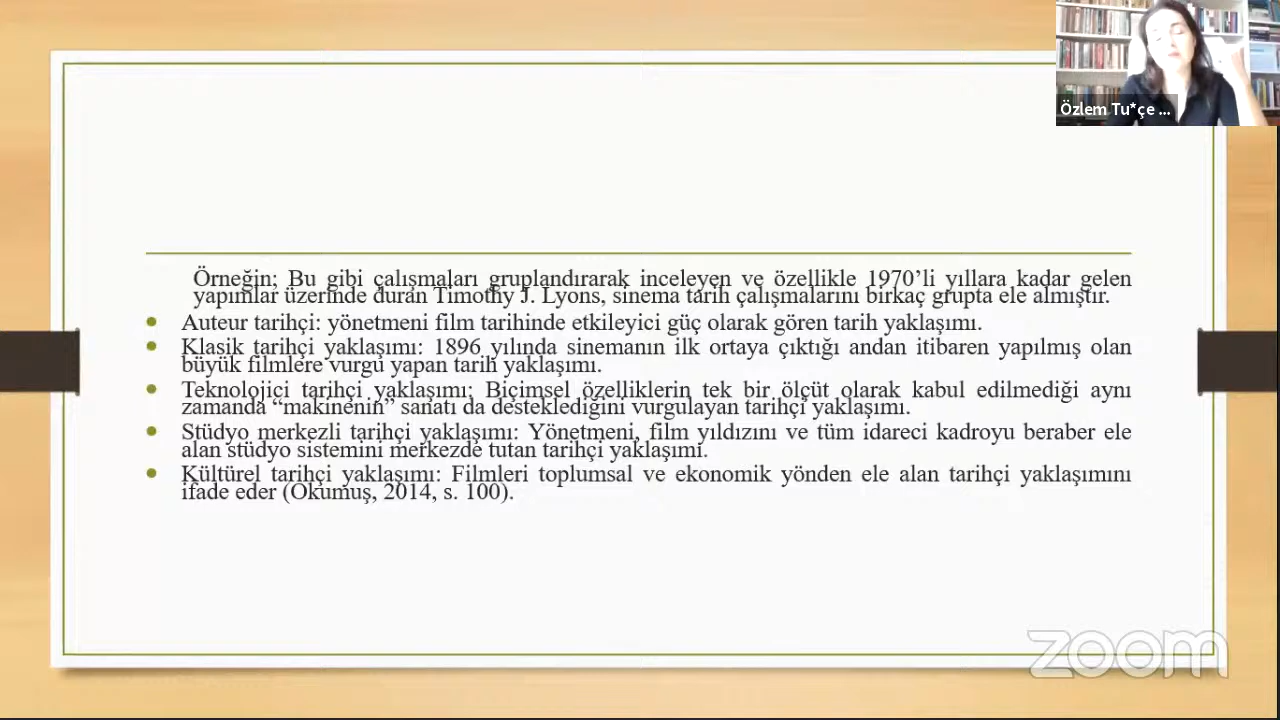 Özlem Tu*çe ...
Örneğin; Bu gibi çalışmaları gruplandırarak inceleyen ve özellikle 1970’li yıllara kadar gelen
yapımlar üzerinde duran Timothy J. Lyons, sinema tarih çalışmalarını birkaç grupta ele almıştır.
Auteur tarihçi: yönetmeni film tarihinde etkileyici güç olarak gören tarih yaklaşımı.
Klasik tarihçi yaklaşımı: 1896 yılında sinemanın ilk ortaya çıktığı andan itibaren yapılmış olan
büyük filmlere vurgu yapan tarih yaklaşımı.
Teknolojici tarihçi yaklaşımı; Biçimsel özelliklerin tek bir ölçüt olarak kabul edilmediği aynı
zamanda “makinenin” sanatı da desteklediğini vurgulayan tarihçi yaklaşımı.
Stüdyo merkezli tarihçi yaklaşımı: Yönetmeni, film yıldızını ve tüm idareci kadroyu beraber ele
alan stüdyo sistemini merkezde tutan tarihçi yaklaşımı.
Kültürel tarihçi yaklaşımı: Filmleri toplumsal ve ekonomik yönden ele alan tarihçi yaklaşımını
ifade eder (Okumuş, 2014, s. 100).
zoom